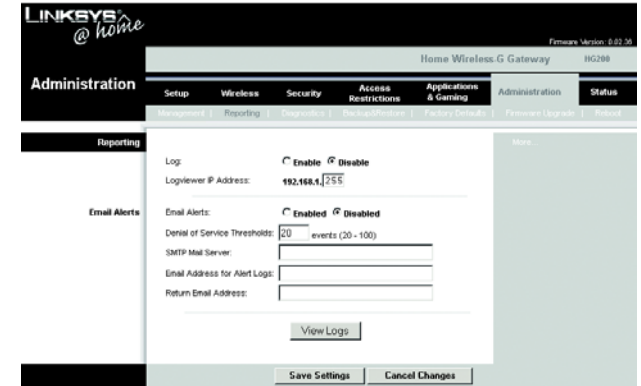 LINKSYS
@ home
Firmware Version: 0.02.36
Home Wireless-G Gateway HG200
Administration
Setup Wireless Security Access Restrictions Applications & Gaming Administration Status
Management | Reporting | Diagnostics | Backup&Restore | Factory Defaults | Firmware Upgrade | Reboot
Reporting
More...
Log: Enable Disable
Logviewer IP Address: 192.168.1. 255
Email Alerts
Email Alerts: Enabled Disabled
Denial of Service Thresholds: 20 events (20 - 100)
SMTP Mail Server:
Email Address for Alert Logs:
Return Email Address:
View Logs
Save Settings Cancel Changes